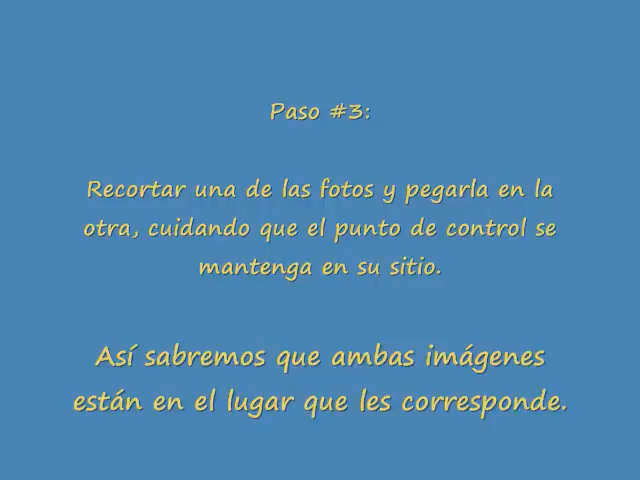 Paso #3:
Recortar una de las fotos y pegarla en la
otra, cuidando que el punto de control se
mantenga en su sitio.
Así sabremos que ambas imágenes
están en el lugar que les corresponde.